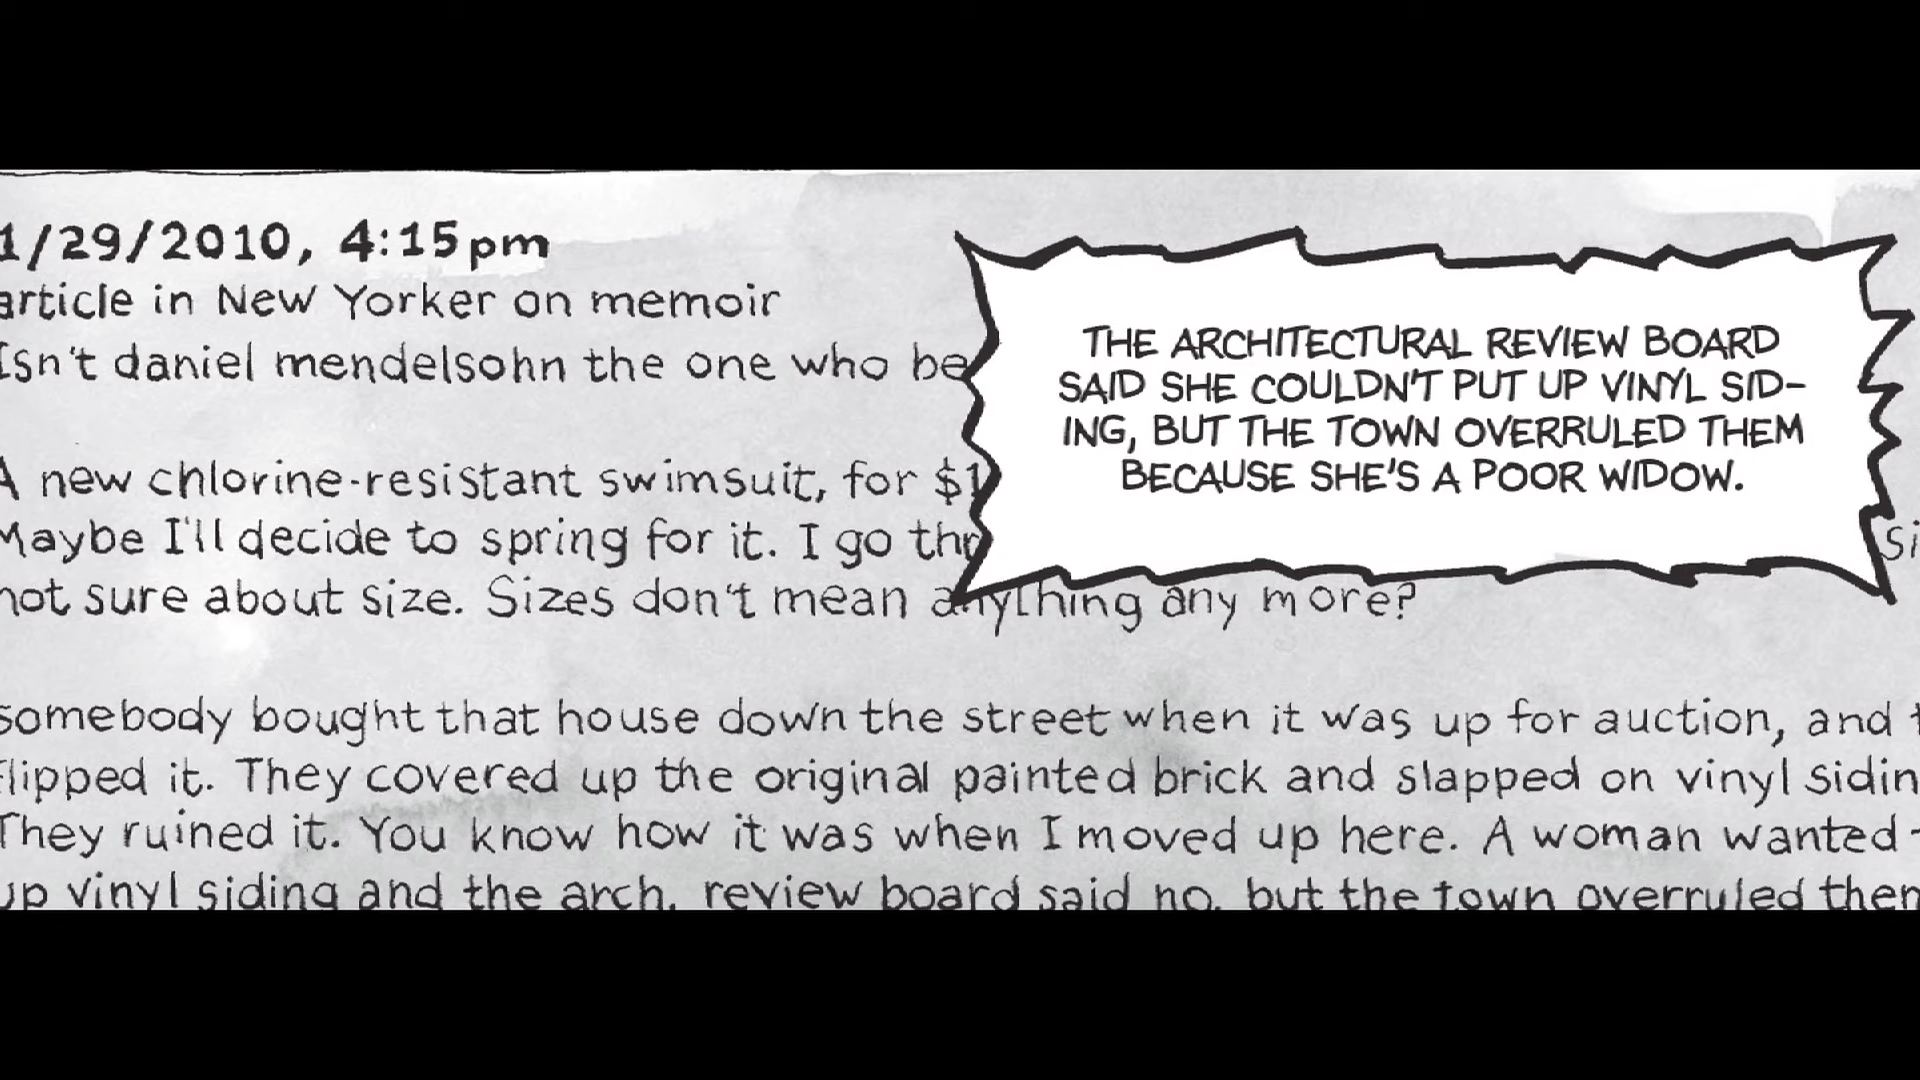 1/29/2010, 4:15pm
article in New Yorker on memoir
Isn't daniel mendelsohn the one who be
A new chlorine-resistant swimsuit, for $1
Maybe I'll decide to spring for it. I go thr
not sure about size. Sizes don't mean anything any more?
THE ARCHITECTURAL REVIEW BOARD
SAID SHE COULDN'T PUT UP VINYL SID-
ING, BUT THE TOWN OVERRULED THEM
BECAUSE SHE'S A POOR WIDOW.
somebody bought that house down the street when it was up for auction, and
flipped it. They covered up the original painted brick and slapped on vinyl sidin
They ruined it. You know how it was when I moved up here. A woman wanted
up vinyl siding and the arch. review board said no, but the town overruled them